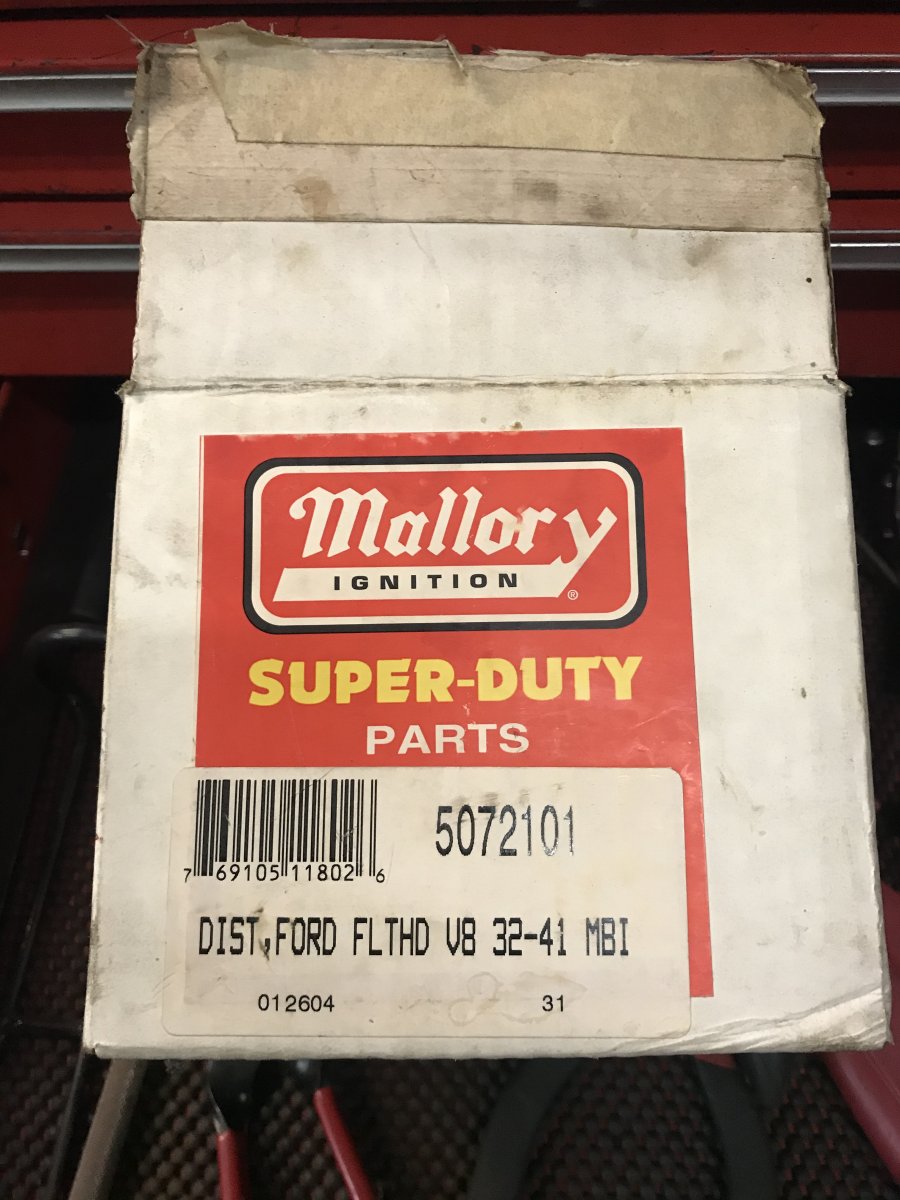 Mallory
IGNITION
®
SUPER-DUTY
PARTS
5072101
7 69105 11802 6
DIST,FORD FLTHD V8 32-41 MBI
012604 31